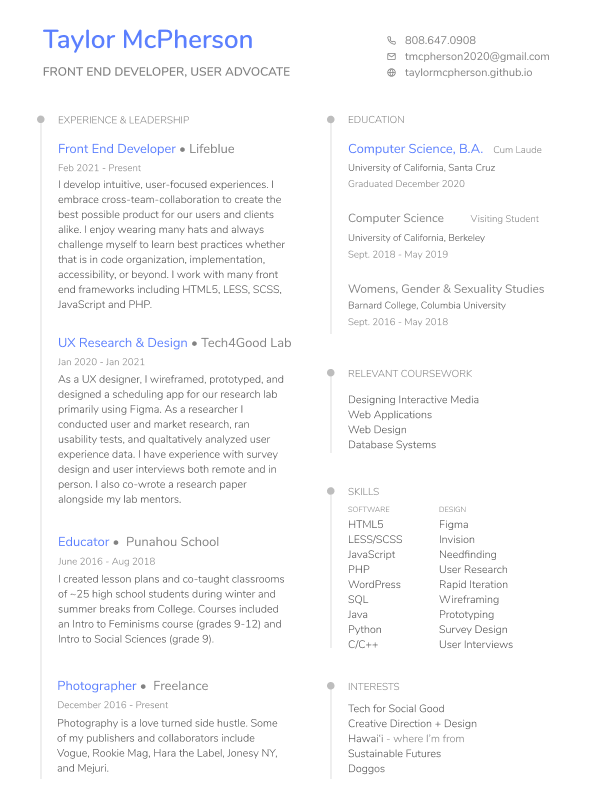 Taylor McPherson
FRONT END DEVELOPER, USER ADVOCATE
808.647.0908
tmcpherson2020@gmail.com
taylormcpherson.github.io
EXPERIENCE & LEADERSHIP
Front End Developer • Lifeblue
Feb 2021 - Present
I develop intuitive, user-focused experiences. I
embrace cross-team-collaboration to create the
best possible product for our users and clients
alike. I enjoy wearing many hats and always
challenge myself to learn best practices whether
that is in code organization, implementation,
accessibility, or beyond. I work with many front
end frameworks including HTML5, LESS, SCSS,
JavaScript and PHP.
UX Research & Design • Tech4Good Lab
Jan 2020 - Jan 2021
As a UX designer, I wireframed, prototyped, and
designed a scheduling app for our research lab
primarily using Figma. As a researcher I
conducted user and market research, ran
usability tests, and qualtatively analyzed user
experience data. I have experience with survey
design and user interviews both remote and in
person. I also co-wrote a research paper
alongside my lab mentors.
Educator • Punahou School
June 2016 - Aug 2018
I created lesson plans and co-taught classrooms
of ~25 high school students during winter and
summer breaks from College. Courses included
an Intro to Feminisms course (grades 9-12) and
Intro to Social Sciences (grade 9).
Photographer • Freelance
December 2016 - Present
Photography is a love turned side hustle. Some
of my publishers and collaborators include
Vogue, Rookie Mag, Hara the Label, Jonesy NY,
and Mejuri.
EDUCATION
Computer Science, B.A. Cum Laude
University of California, Santa Cruz
Graduated December 2020
Computer Science Visiting Student
University of California, Berkeley
Sept. 2018 - May 2019
Womens, Gender & Sexuality Studies
Barnard College, Columbia University
Sept. 2016 - May 2018
RELEVANT COURSEWORK
Designing Interactive Media
Web Applications
Web Design
Database Systems
SKILLS
SOFTWARE
HTML5
LESS/SCSS
JavaScript
PHP
WordPress
SQL
Java
Python
C/C++
DESIGN
Figma
Invision
Needfinding
User Research
Rapid Iteration
Wireframing
Prototyping
Survey Design
User Interviews
INTERESTS
Tech for Social Good
Creative Direction + Design
Hawai'i - where I'm from
Sustainable Futures
Doggos